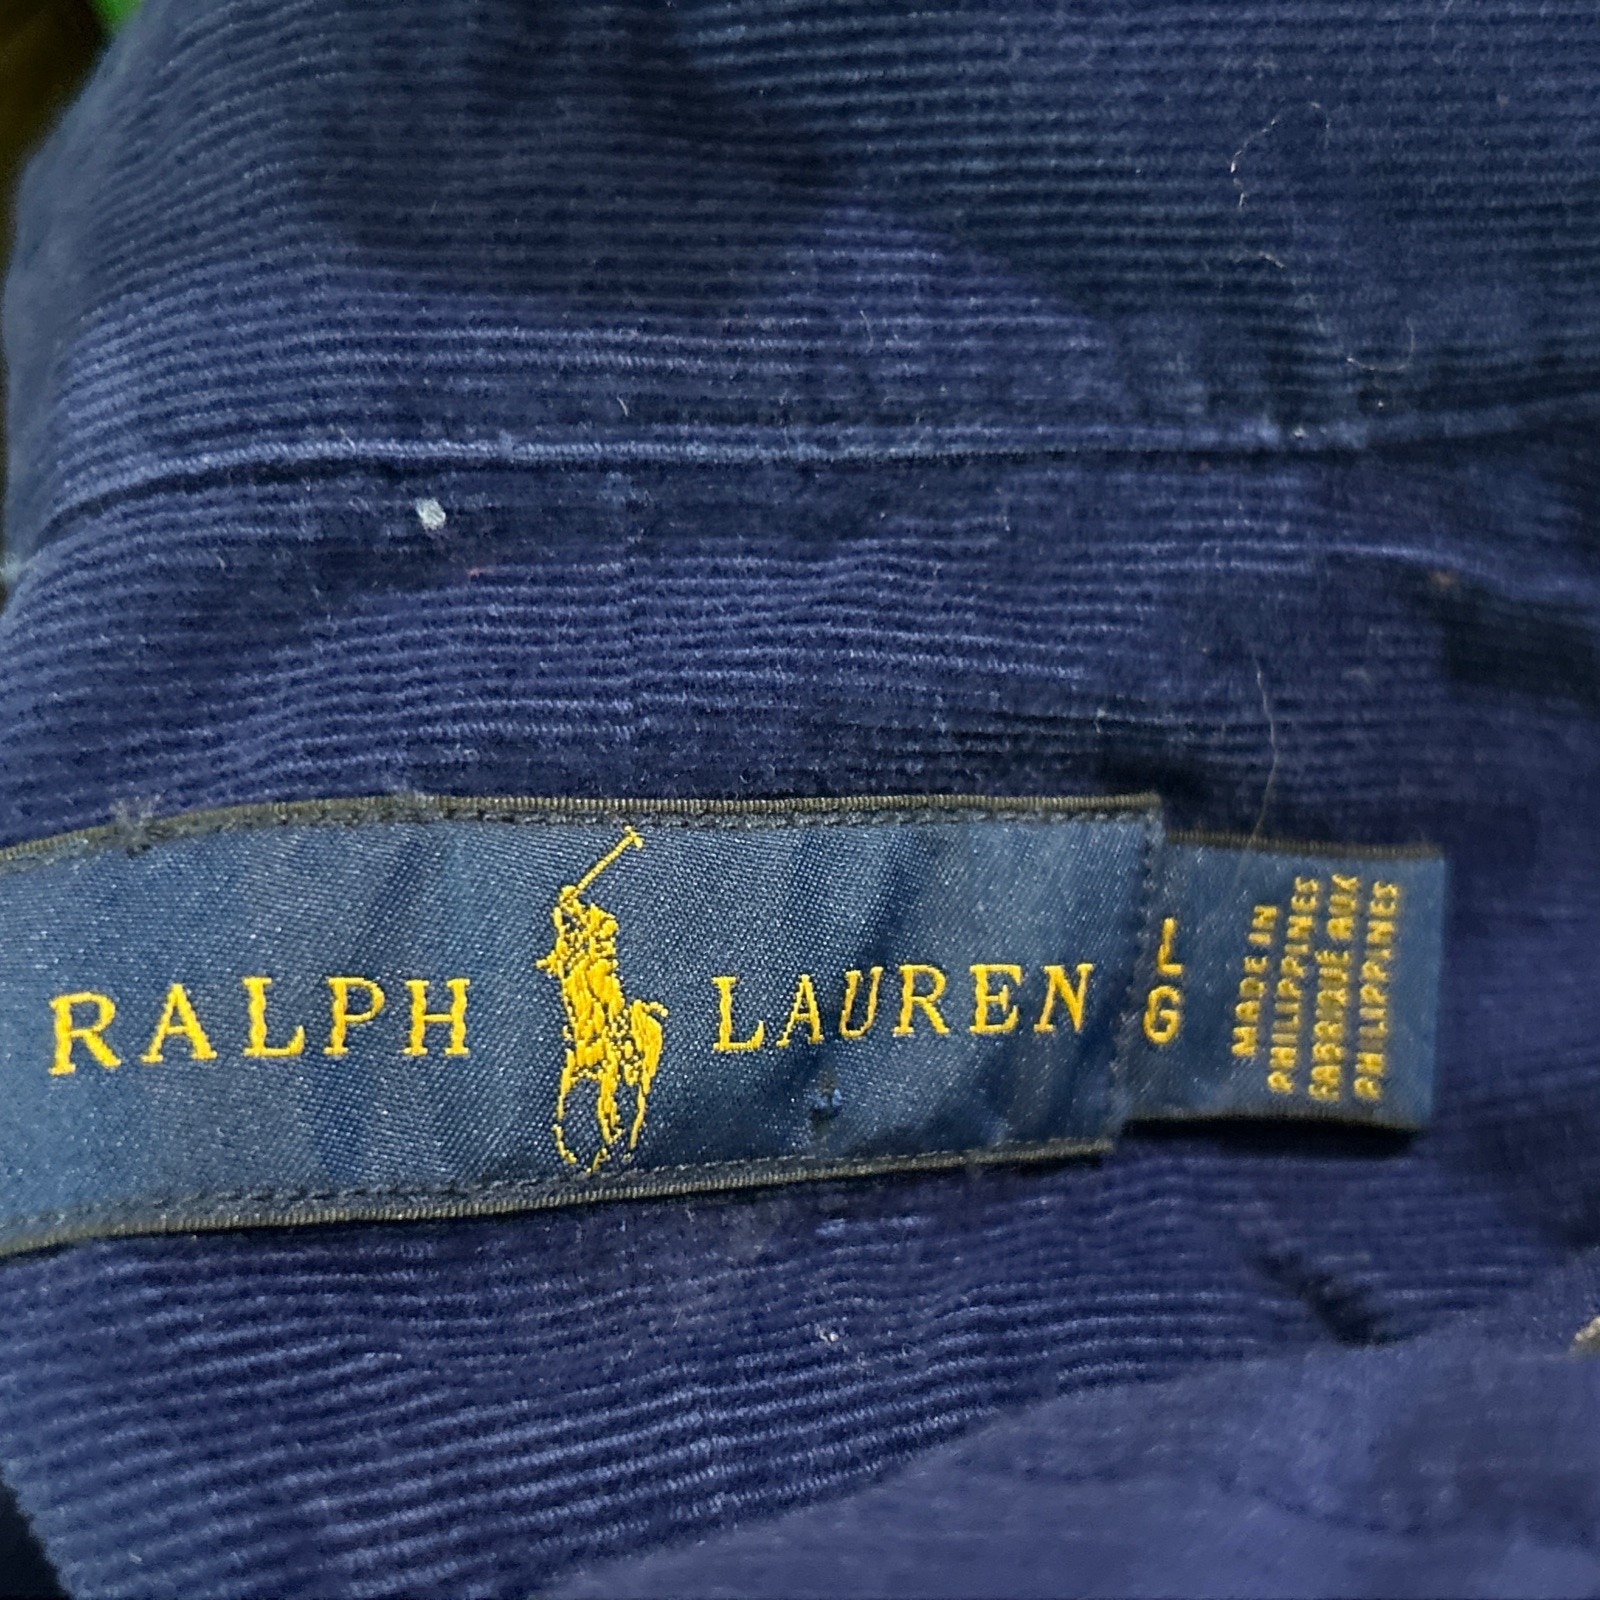 RALPH LAUREN
L
G
MADE IN
PHILIPPINES
FABRIQUÉ AUX
PHILIPPINES